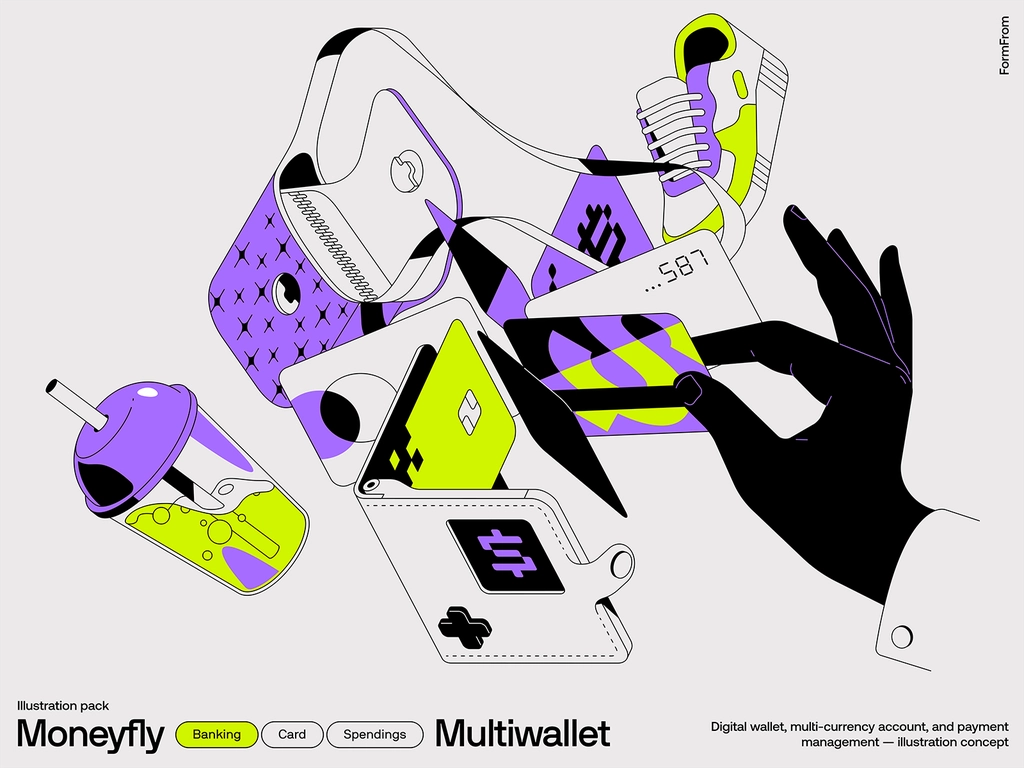 FormFrom
...587
Illustration pack
Moneyfly Banking Card Spendings Multiwallet
Digital wallet, multi-currency account, and payment
management — illustration concept